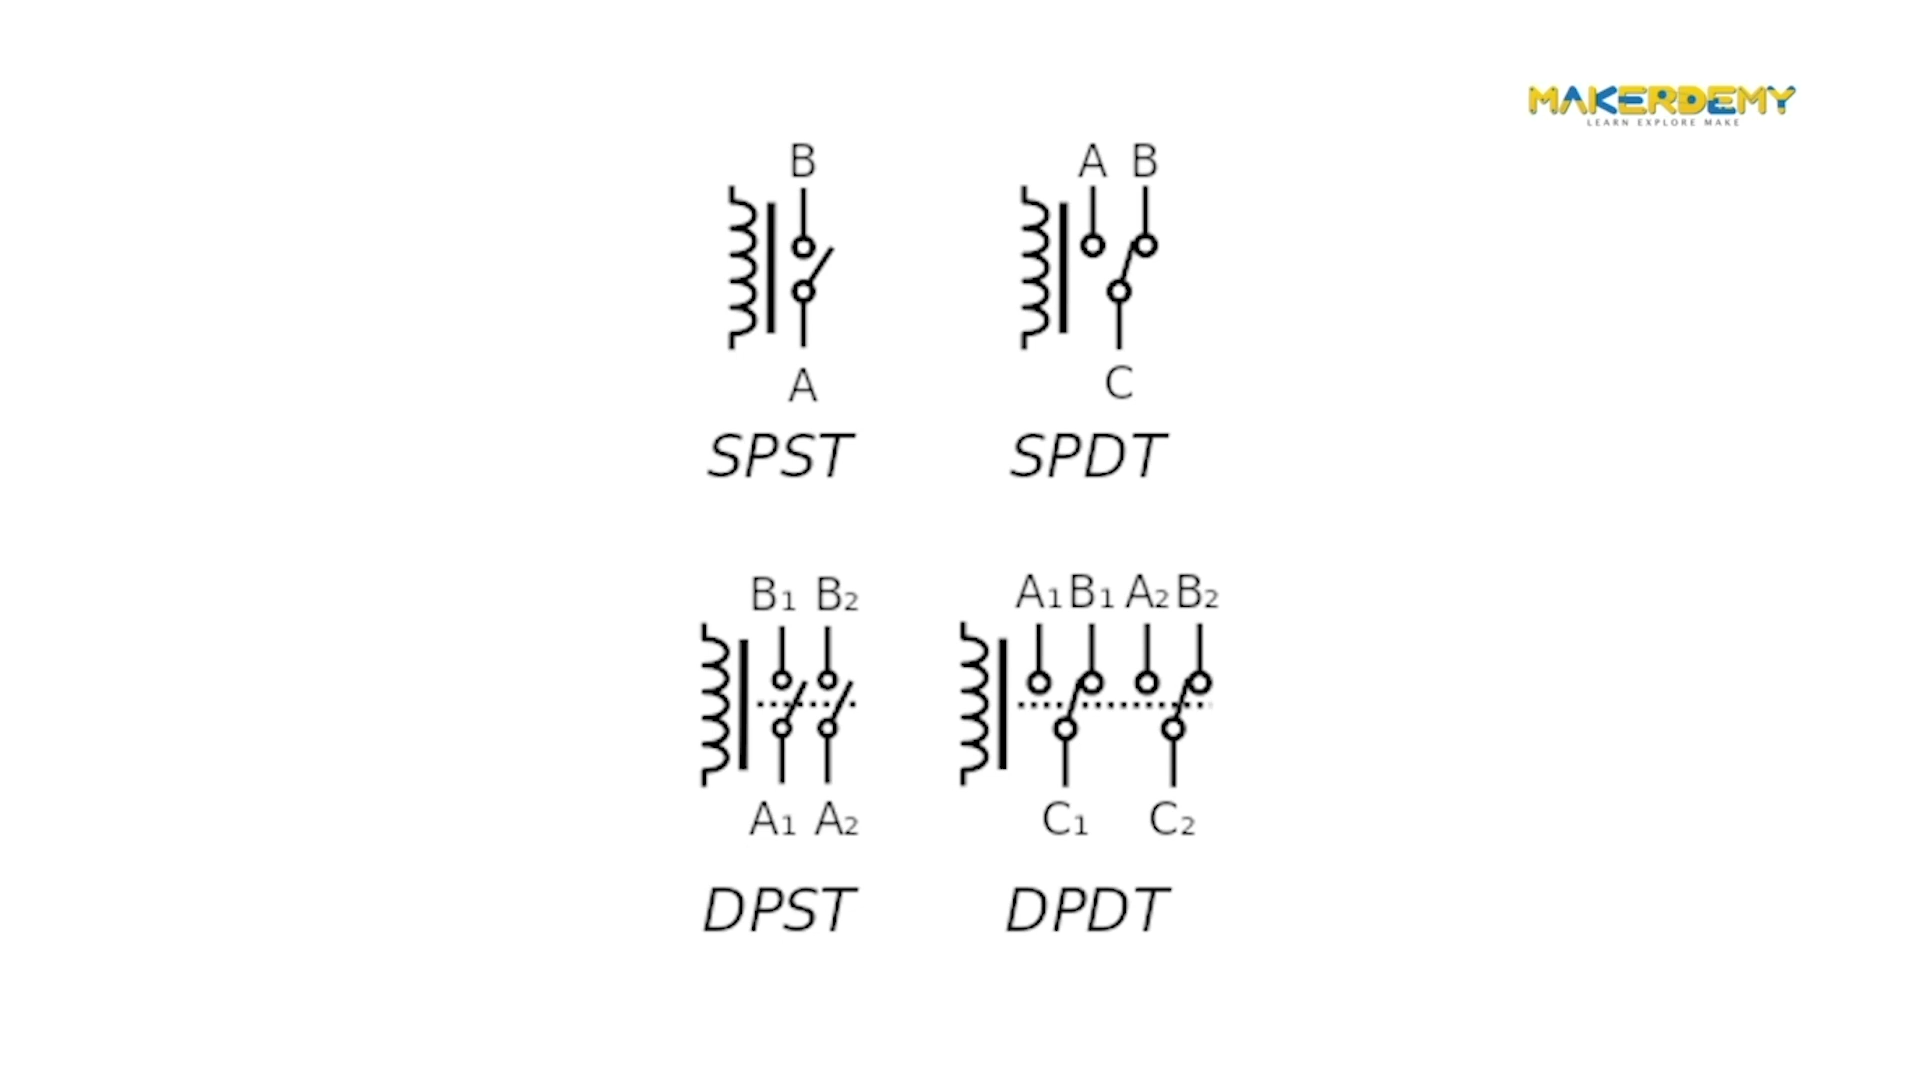 MAKERDEMY
LEARN EXPLORE MAKE
B
A B
A
C
SPST
SPDT
B1 B2
A1 B1 A2 B2
A1 A2
C1 C2
DPST
DPDT